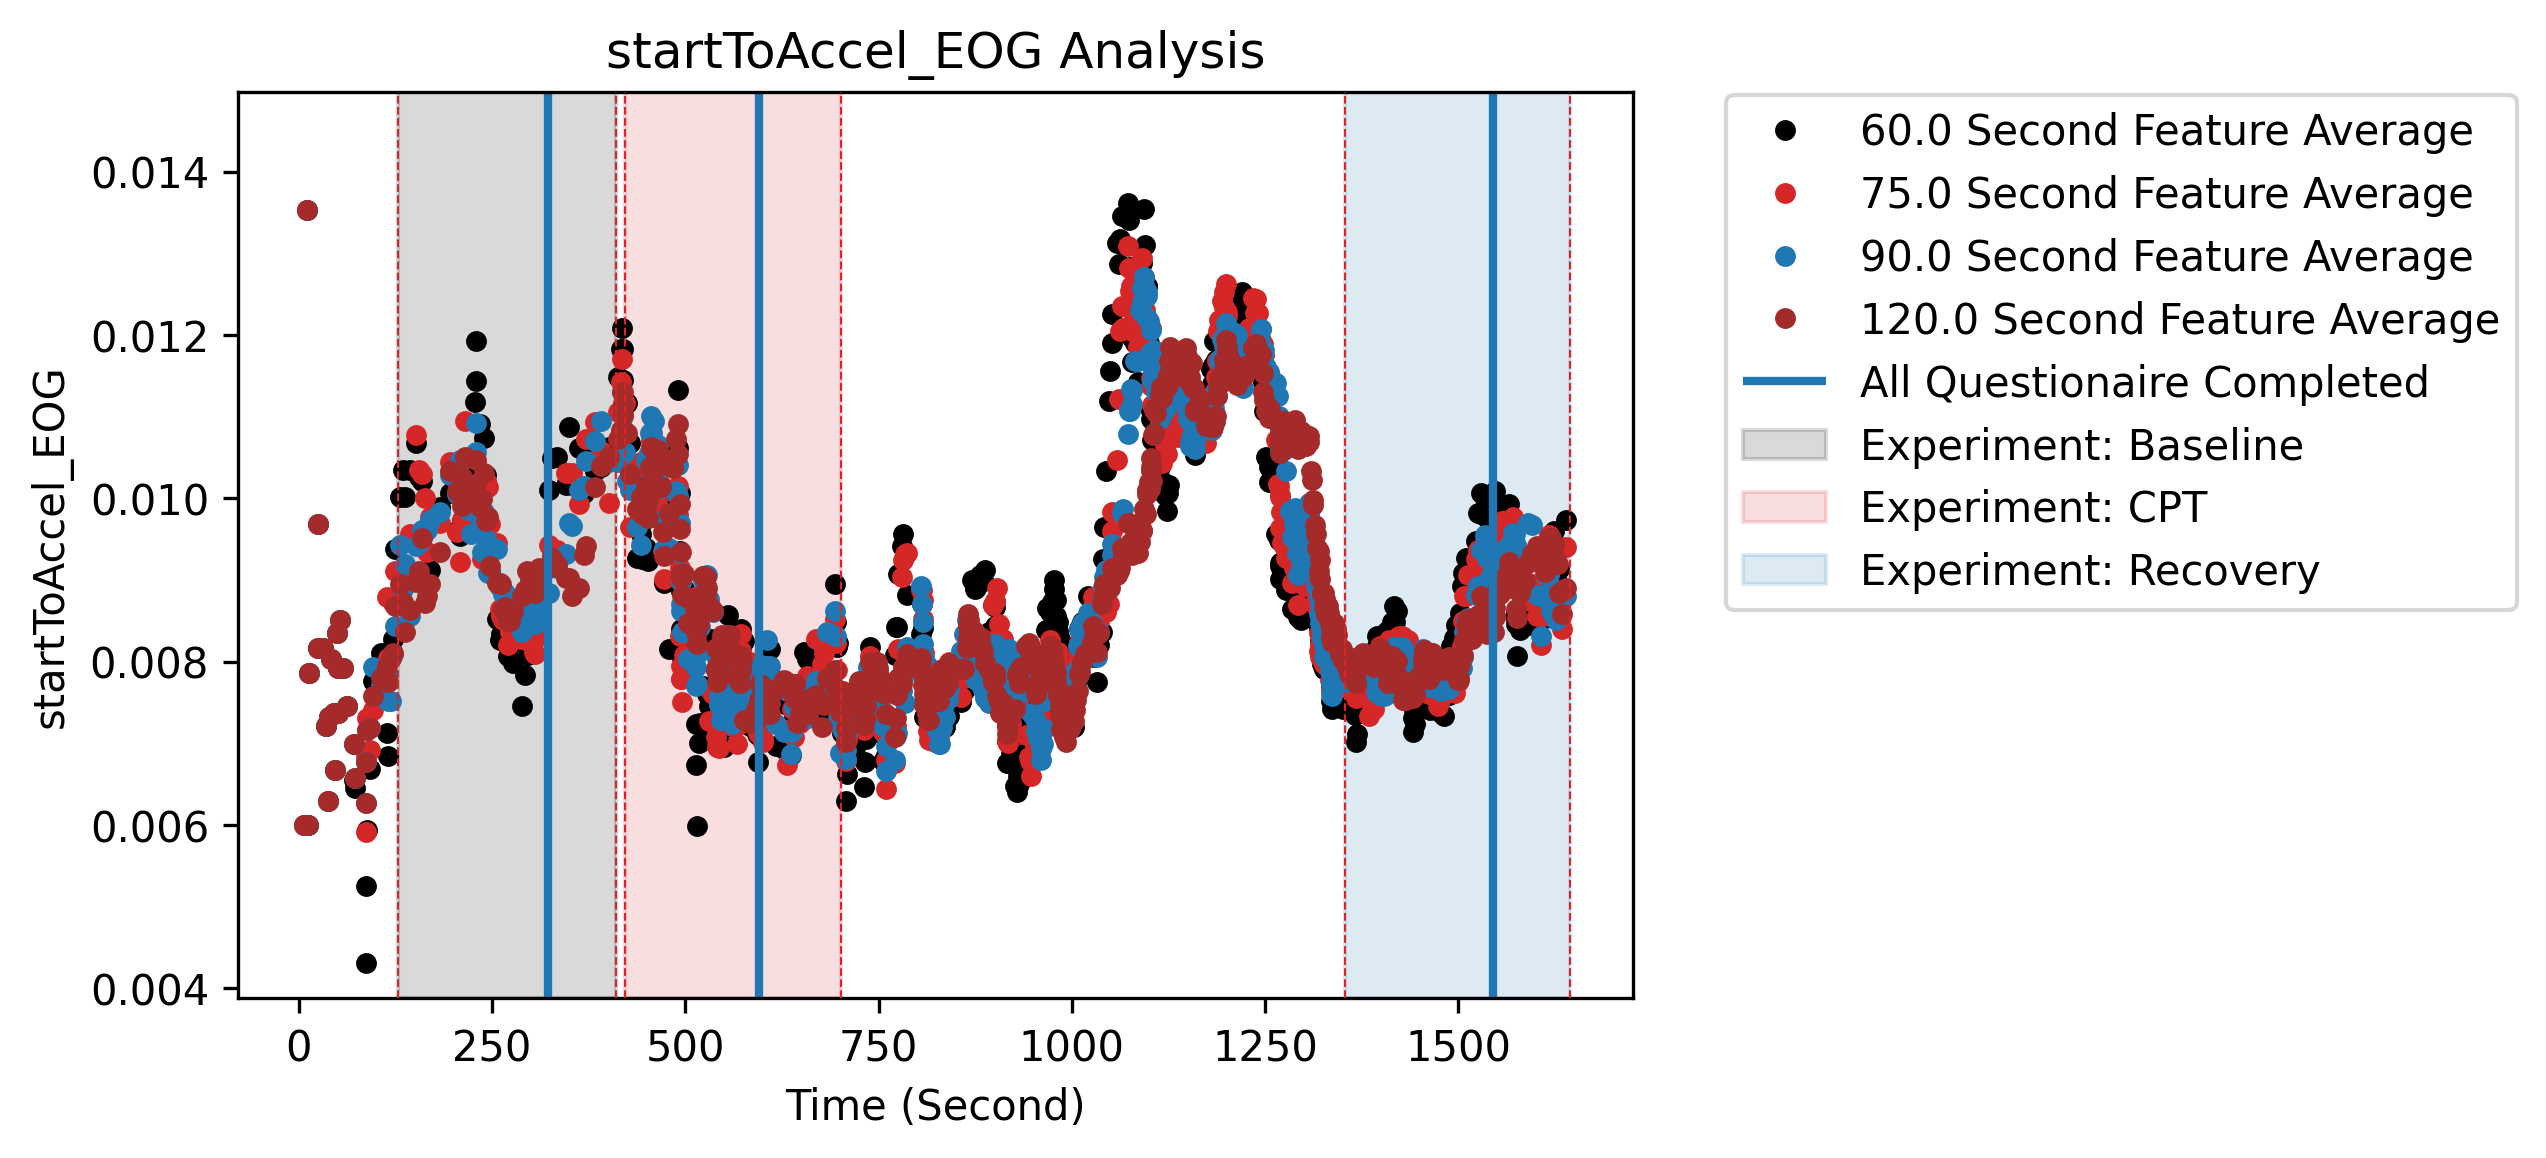 startToAccel_EOG Analysis
startToAccel_EOG
0.014
0.012
0.010
0.008
0.006
0.004
0 250 500 750 1000 1250 1500
Time (Second)
60.0 Second Feature Average
75.0 Second Feature Average
90.0 Second Feature Average
120.0 Second Feature Average
All Questionaire Completed
Experiment: Baseline
Experiment: CPT
Experiment: Recovery